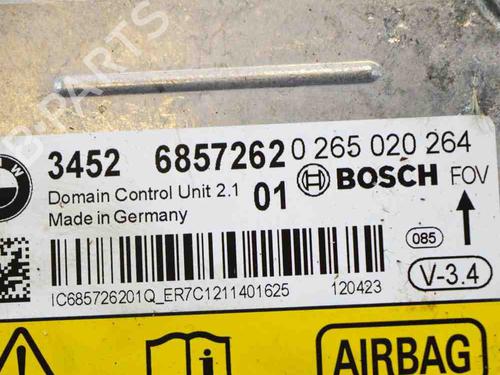 B-PARTS
3452 6857262 0 265 020 264
Domain Control Unit 2.1 01 BOSCH FOV
Made in Germany
085
V-3.4
IC685726201Q_ER7C1211401625 120423
AIRBAG